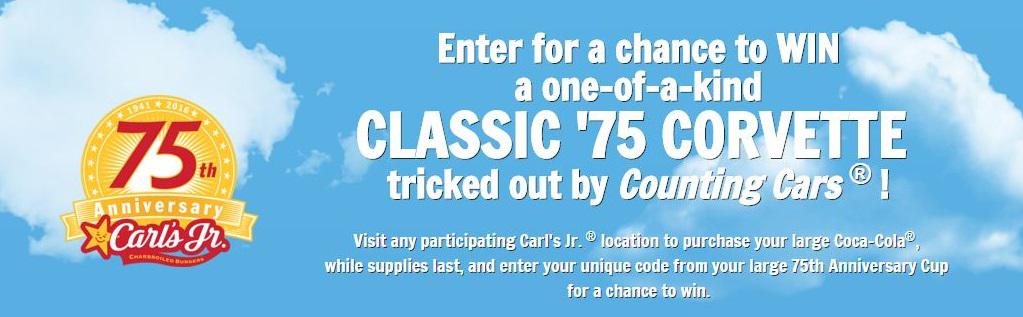 Enter for a chance to WIN
a one-of-a-kind
CLASSIC '75 CORVETTE
tricked out by Counting Cars ® !
Visit any participating Carl's Jr. ® location to purchase your large Coca-Cola®,
while supplies last, and enter your unique code from your large 75th Anniversary Cup
for a chance to win.
1941 ★ 2016
75th
Anniversary
Carl's Jr.
CHARBROILED BURGERS